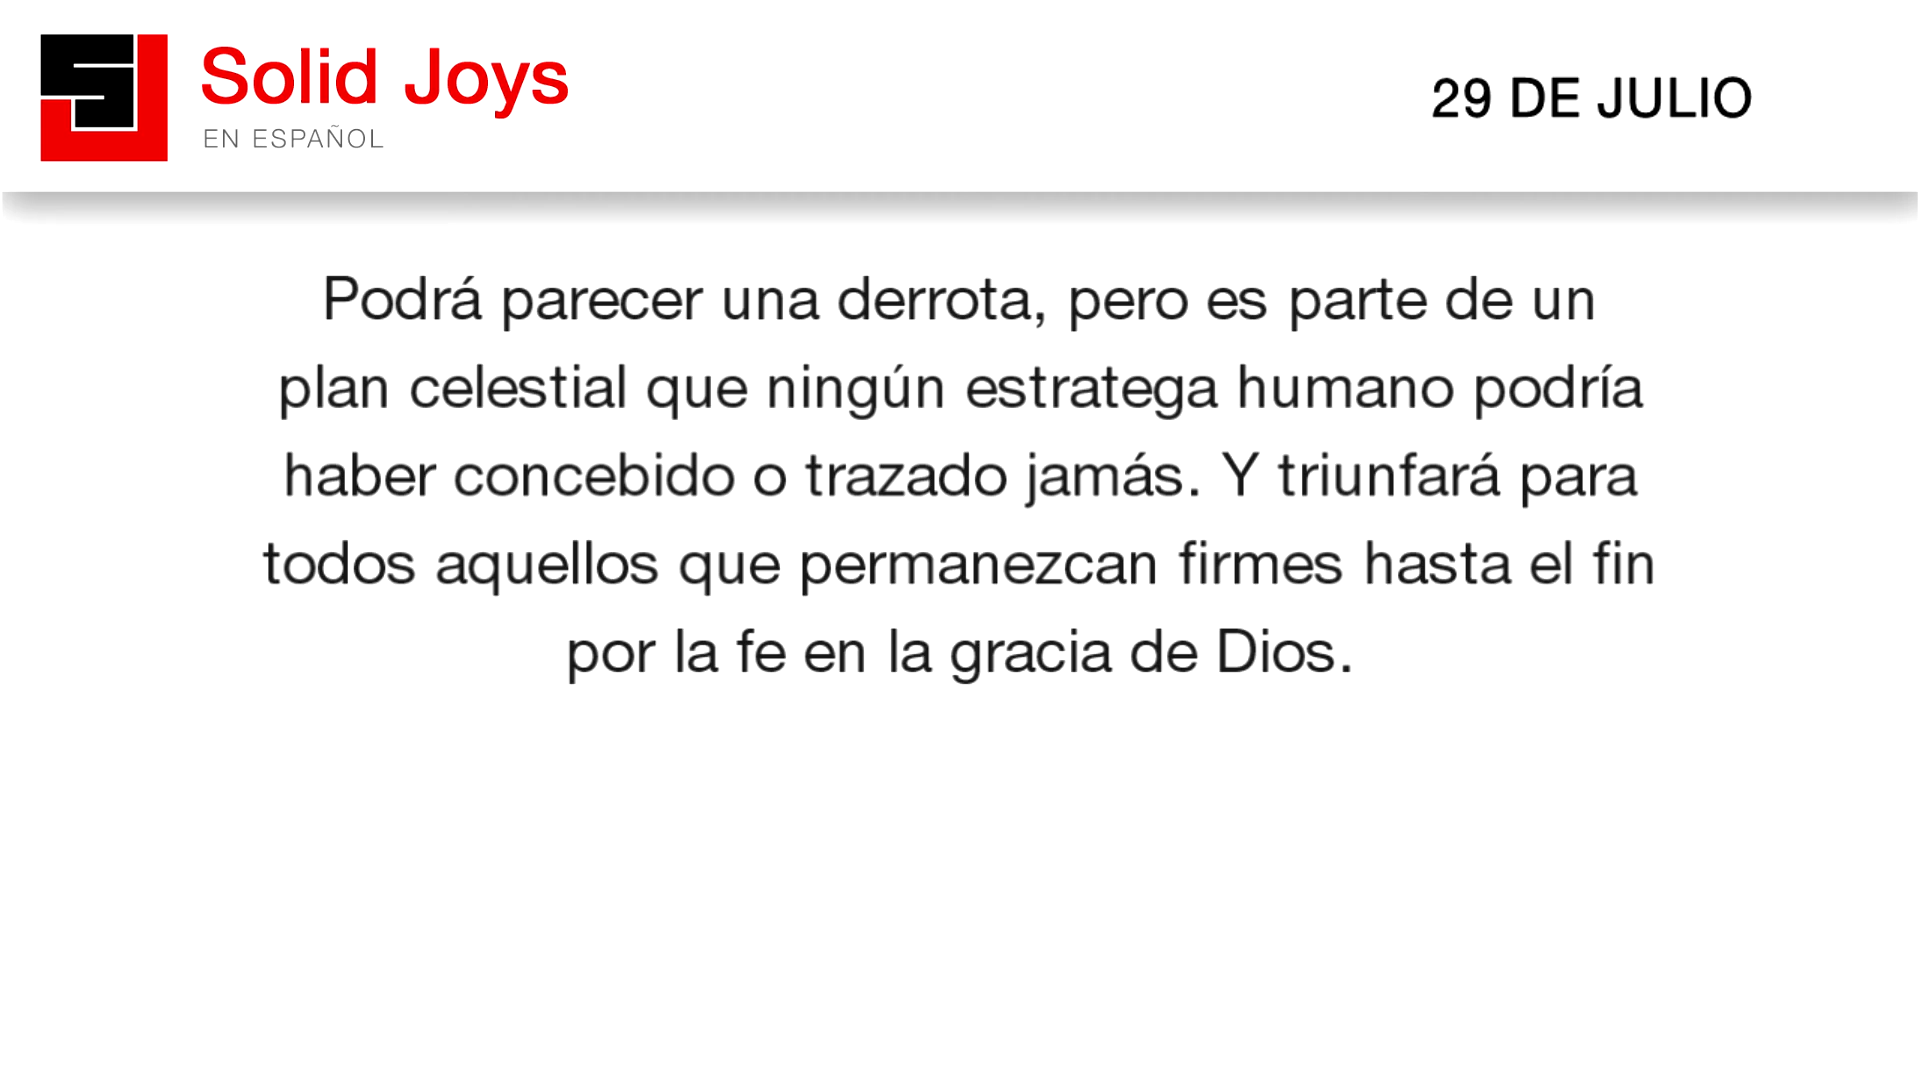 Solid Joys
EN ESPAÑOL
29 DE JULIO
Podrá parecer una derrota, pero es parte de un
plan celestial que ningún estratega humano podría
haber concebido o trazado jamás. Y triunfará para
todos aquellos que permanezcan firmes hasta el fin
por la fe en la gracia de Dios.